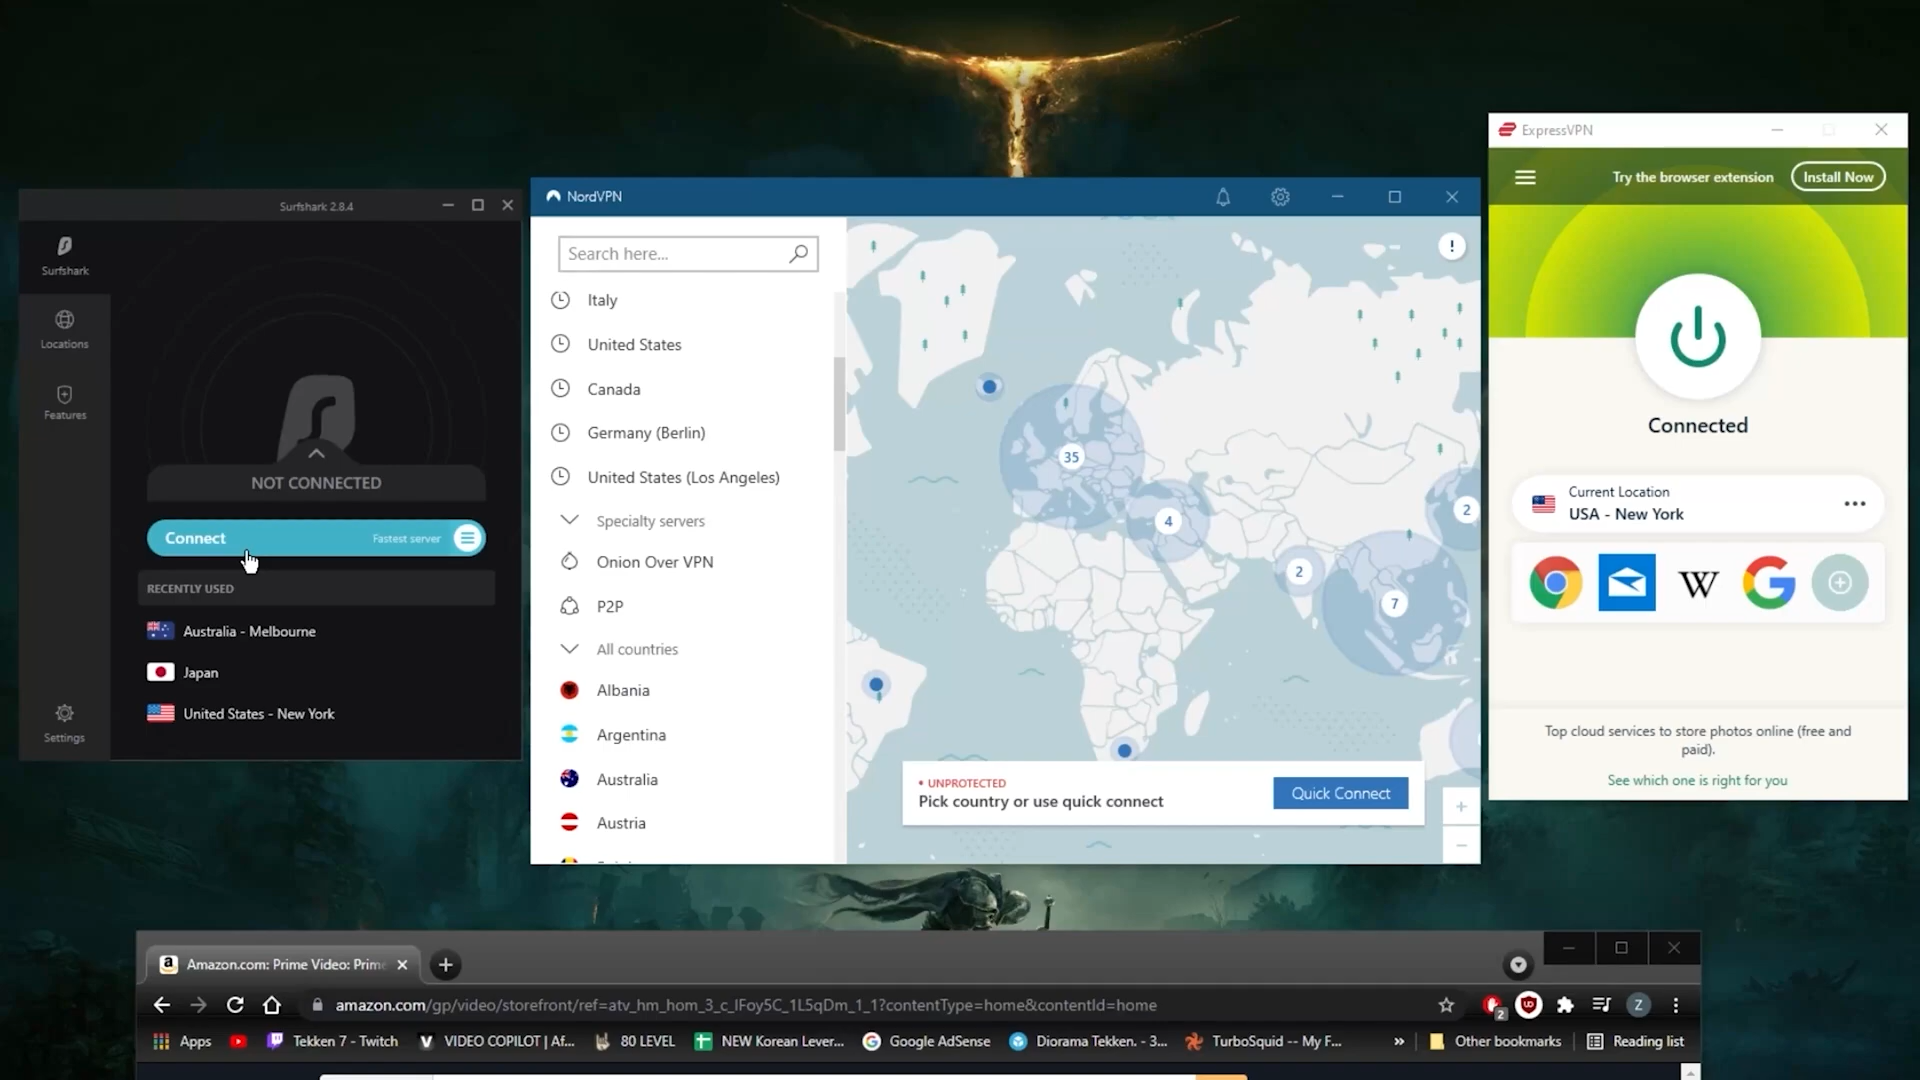 Surfshark 2.8.4
Surfshark
Locations
Features
Settings
NOT CONNECTED
Connect
Fastest server
RECENTLY USED
Australia - Melbourne
Japan
United States - New York
NordVPN
Search here...
Italy
United States
Canada
Germany (Berlin)
United States (Los Angeles)
Specialty servers
Onion Over VPN
P2P
All countries
Albania
Argentina
Australia
Austria
35
4
2
7
2
!
• UNPROTECTED
Pick country or use quick connect
Quick Connect
ExpressVPN
Try the browser extension
Install Now
Connected
Current Location
USA - New York
W
Top cloud services to store photos online (free and
paid).
See which one is right for you
Amazon.com: Prime Video: Prime
amazon.com/gp/video/storefront/ref=atv_hm_hom_3_c_lFoy5C_1L5qDm_1_1?contentType=home&contentId=home
2
Z
Apps
Tekken 7 - Twitch
VIDEO COPILOT | Af...
80 LEVEL
NEW Korean Lever...
Google AdSense
Diorama Tekken. - 3...
TurboSquid -- My F...
»
Other bookmarks
Reading list